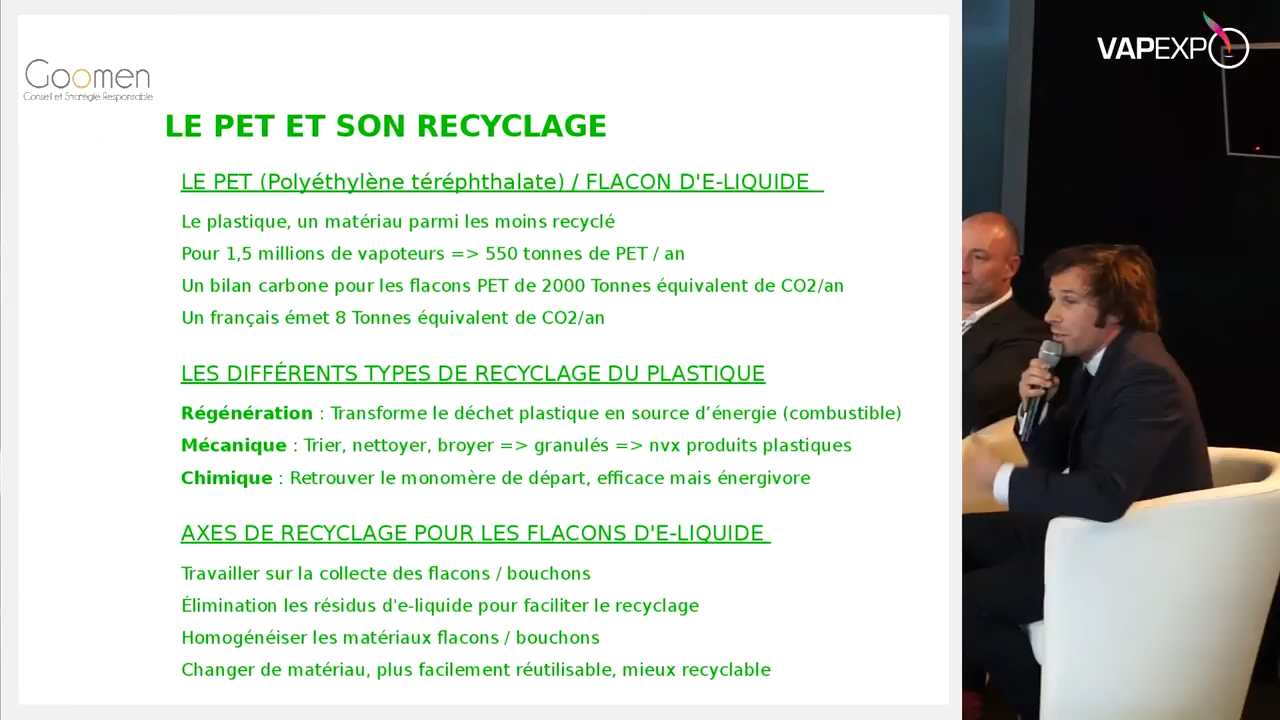 VAPEXPO
Goomen
Conseil et Stratégie Responsable
LE PET ET SON RECYCLAGE
LE PET (Polyéthylène téréphthalate) / FLACON D'E-LIQUIDE
Le plastique, un matériau parmi les moins recyclé
Pour 1,5 millions de vapoteurs => 550 tonnes de PET / an
Un bilan carbone pour les flacons PET de 2000 Tonnes équivalent de CO2/an
Un français émet 8 Tonnes équivalent de CO2/an
LES DIFFÉRENTS TYPES DE RECYCLAGE DU PLASTIQUE
Régénération : Transforme le déchet plastique en source d’énergie (combustible)
Mécanique : Trier, nettoyer, broyer => granulés => nvx produits plastiques
Chimique : Retrouver le monomère de départ, efficace mais énergivore
AXES DE RECYCLAGE POUR LES FLACONS D'E-LIQUIDE
Travailler sur la collecte des flacons / bouchons
Élimination les résidus d'e-liquide pour faciliter le recyclage
Homogénéiser les matériaux flacons / bouchons
Changer de matériau, plus facilement réutilisable, mieux recyclable